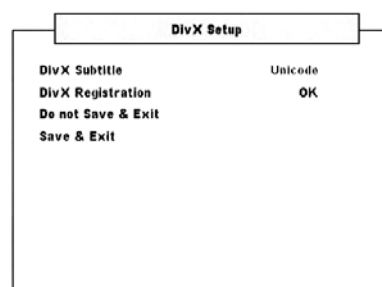 DivX Setup
DivX Subtitle Unicode
DivX Registration OK
Do not Save & Exit
Save & Exit